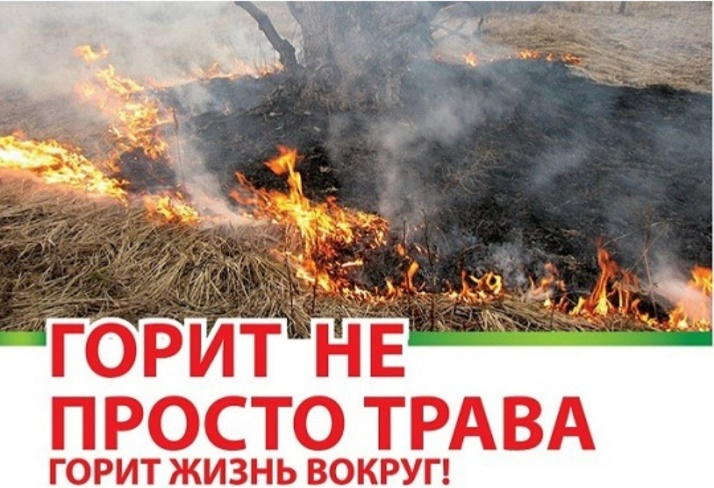 ГОРИТ НЕ
ПРОСТО ТРАВА
ГОРИТ ЖИЗНЬ ВОКРУГ!